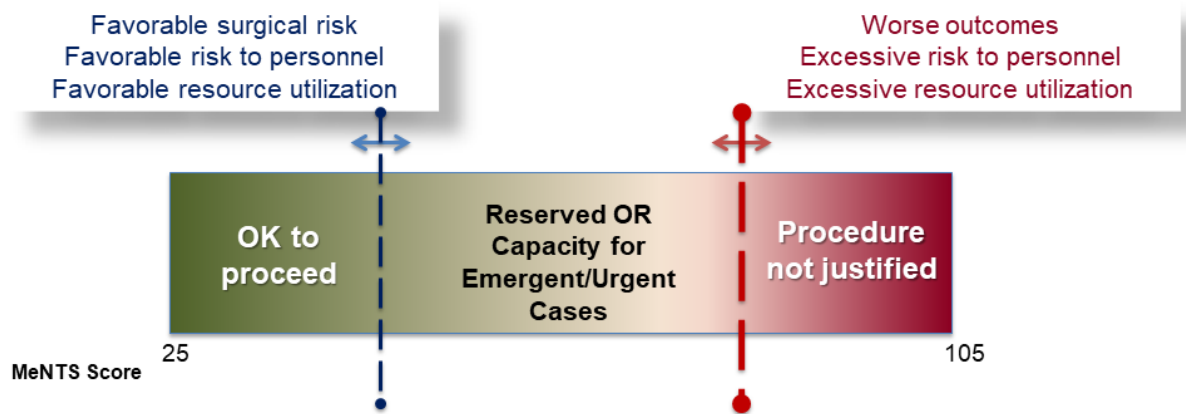 Favorable surgical risk
Favorable risk to personnel
Favorable resource utilization
Worse outcomes
Excessive risk to personnel
Excessive resource utilization
OK to
proceed
Reserved OR
Capacity for
Emergent/Urgent
Cases
Procedure
not justified
25
105
MeNTS Score